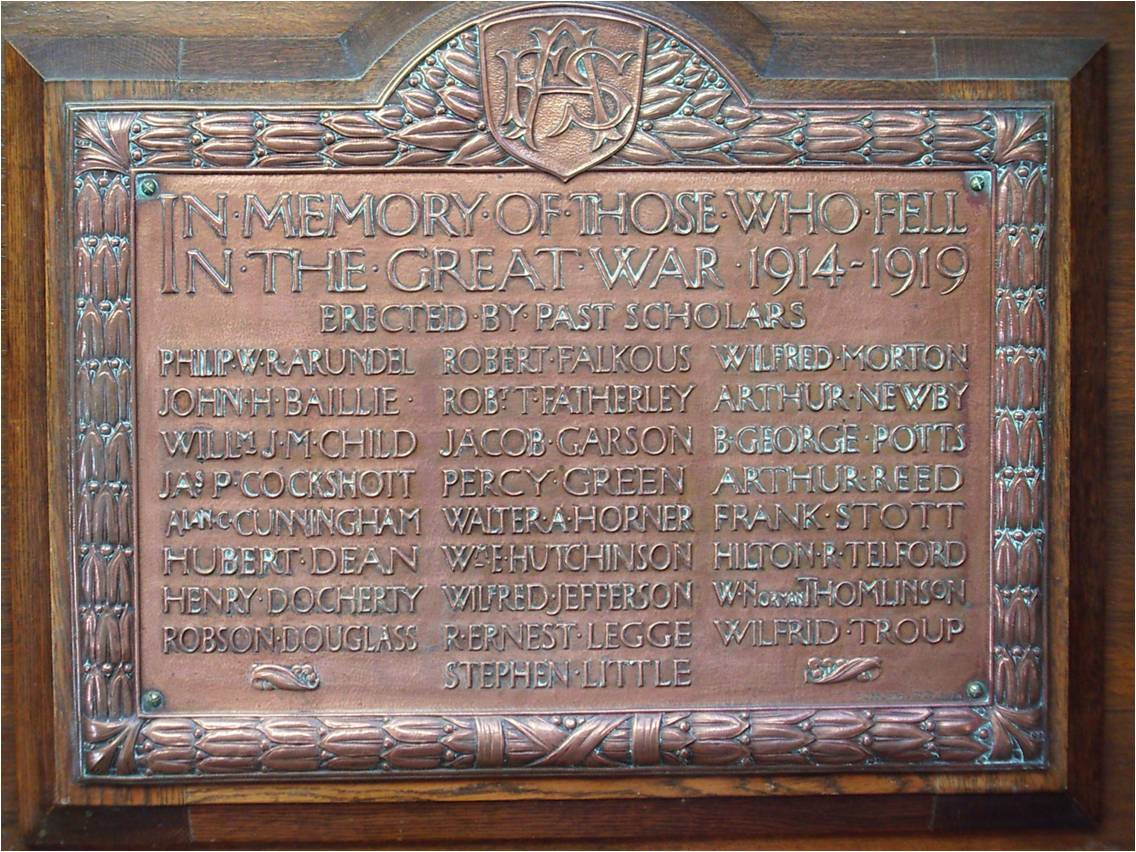 IN·MEMORY·OF·THOSE·WHO·FELL
IN·THE·GREAT·WAR·1914-1919
ERECTED·BY·PAST SCHOLARS
PHILIP·W·R·ARUNDEL
JOHN·H·BAILLIE·
WILLM J·M·CHILD
JAS P·COCKSHOTT
ALAN·C·CUNNINGHAM
HUBERT·DEAN
HENRY·DOCHERTY
ROBSON·DOUGLASS
ROBERT·FALKOUS
ROBT T·FATHERLEY
JACOB·GARSON
PERCY·GREEN
WALTER·A·HORNER
WM E·HUTCHINSON
WILFRED·JEFFERSON
R·ERNEST·LEGGE
STEPHEN·LITTLE
WILFRED·MORTON
ARTHUR·NEWBY
B·GEORGE·POTTS
ARTHUR·REED
FRANK·STOTT
HILTON·R·TELFORD
W·NORMAN THOMLINSON
WILFRID·TROUP